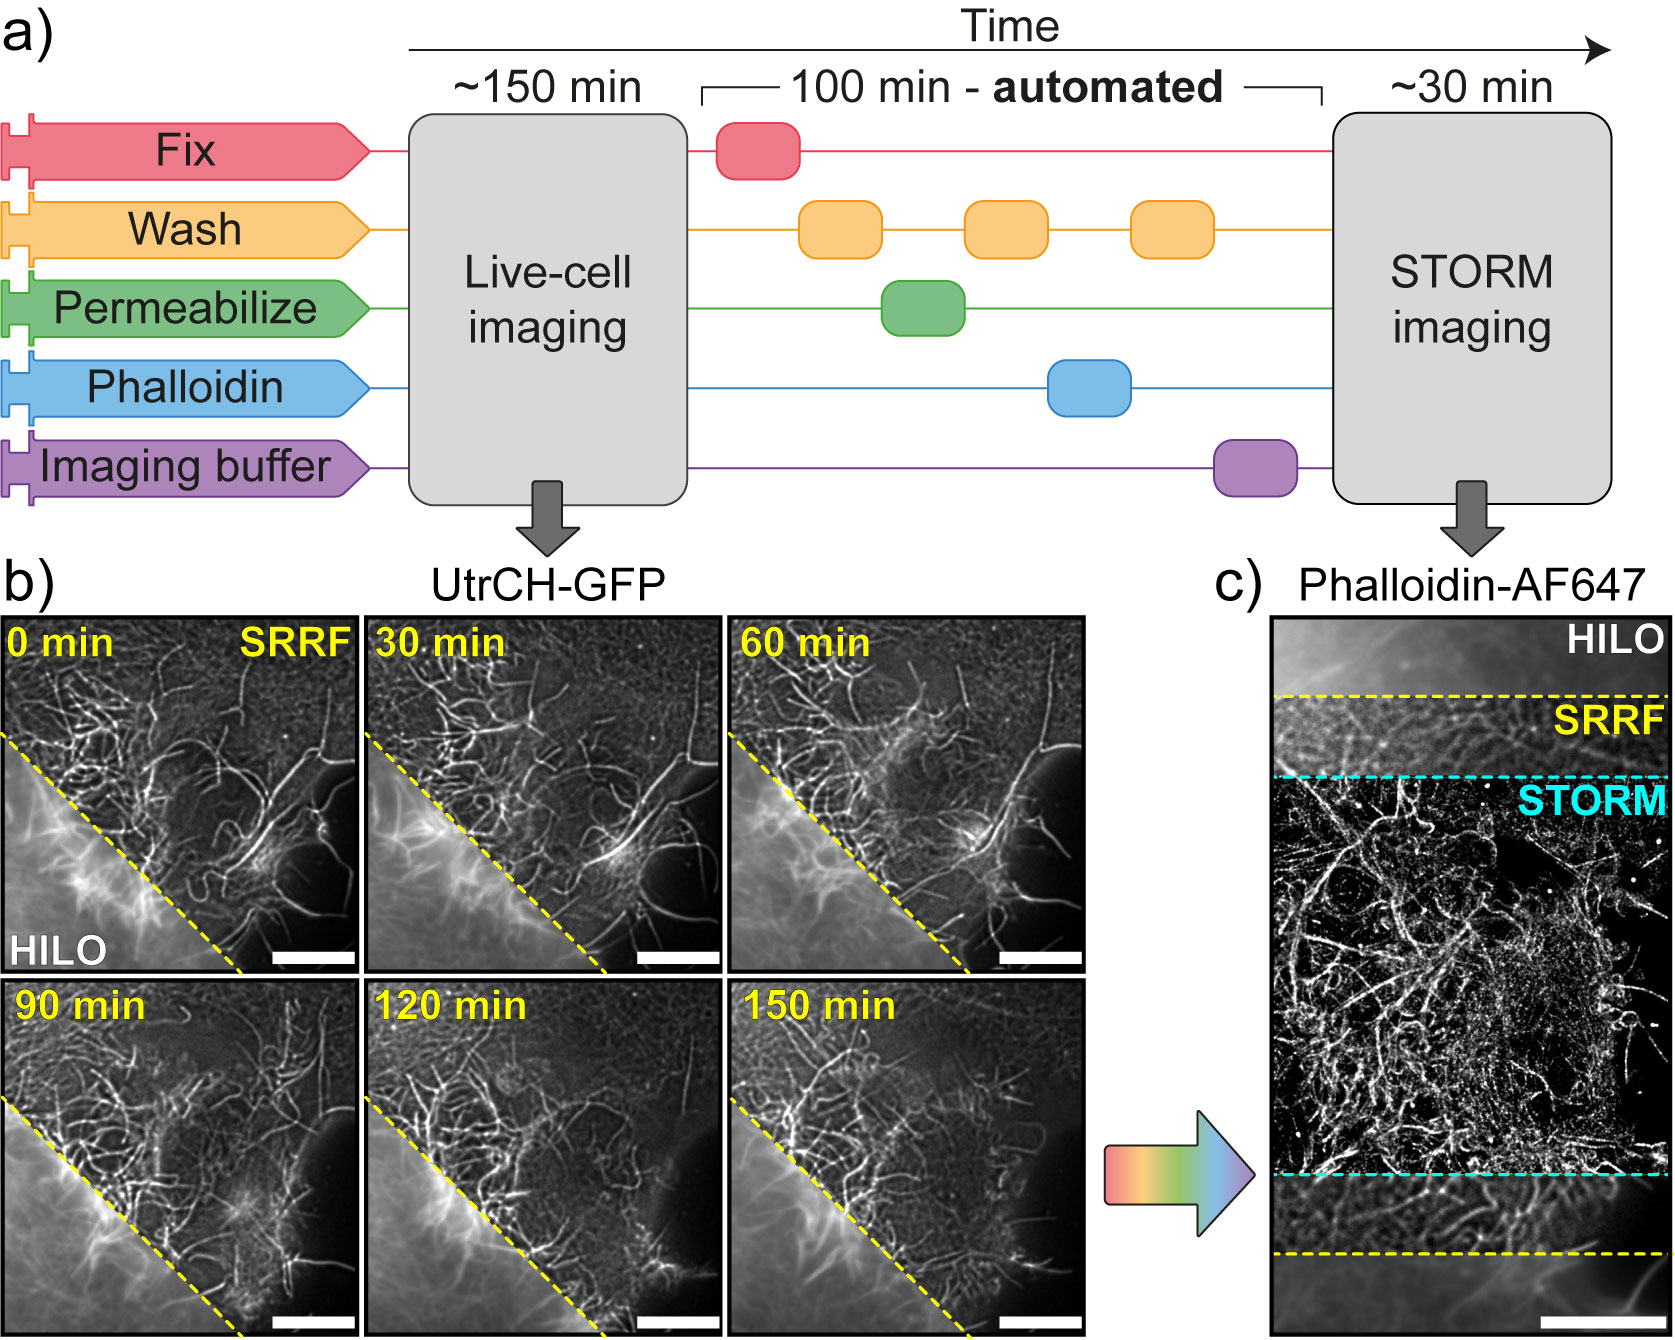 a)
Time
~150 min
100 min - automated
~30 min
Fix
Wash
Permeabilize
Phalloidin
Imaging buffer
Live-cell
imaging
STORM
imaging
b)
UtrCH-GFP
0 min
SRRF
HILO
30 min
60 min
90 min
120 min
150 min
c)
Phalloidin-AF647
HILO
SRRF
STORM